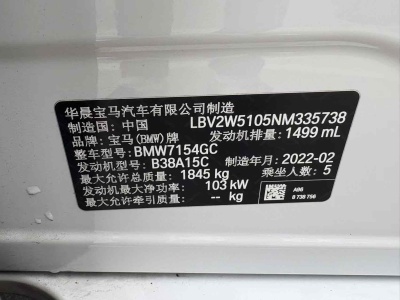 华晨宝马汽车有限公司制造
制造国：中国 LBV2W5105NM335738
品牌：宝马(BMW)牌 发动机排量：1499 mL
整车型号：BMW7154GC
发动机型号：B38A15C 制造年月：2022-02
最大允许总质量：1845 kg 乘坐人数：5
发动机最大净功率：103 kW
最大允许牵引质量：-- kg
A96
8 738 756